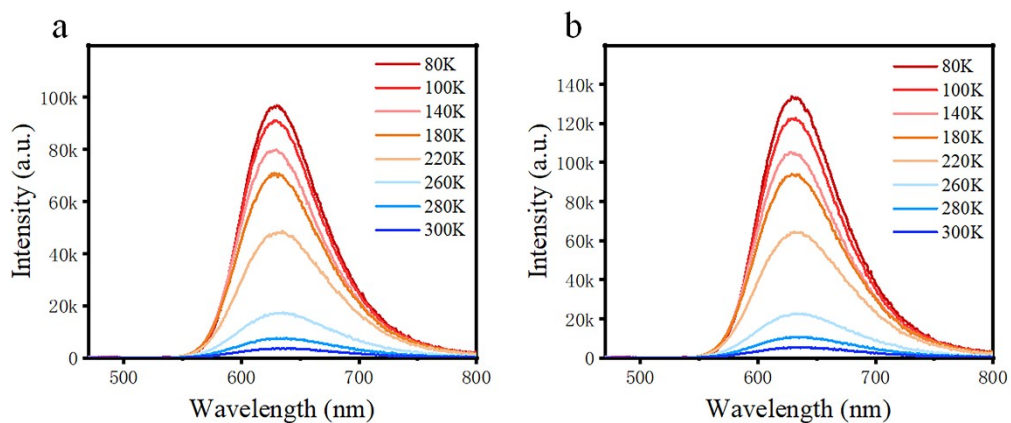 a
100k
80k
60k
40k
20k
0
500
600
700
800
Intensity (a.u.)
Wavelength (nm)
80K
100K
140K
180K
220K
260K
280K
300K
b
140k
120k
100k
80k
60k
40k
20k
0
500
600
700
800
Intensity (a.u.)
Wavelength (nm)
80K
100K
140K
180K
220K
260K
280K
300K